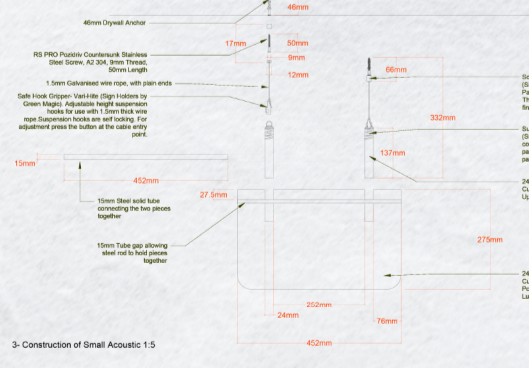 46mm
46mm Drywall Anchor
17mm
50mm
RS PRO Pozidriv Countersunk Stainless
Steel Screw, A2 304, 9mm Thread,
50mm Length
9mm
66mm
12mm
1.5mm Galvanised wire rope, with plain ends
Safe Hook Gripper- Vari-Hite (Sign Holders by
Green Magic). Adjustable height suspension
hooks for use with 1.5mm thick wire
rope.Suspension hooks are self locking. For
adjustment press the button at the cable entry
point.
332mm
137mm
15mm
452mm
27.5mm
15mm Steel solid tube
connecting the two pieces
together
15mm Tube gap allowing
steel rod to hold pieces
together
275mm
252mm
24mm
76mm
452mm
3- Construction of Small Acoustic 1:5